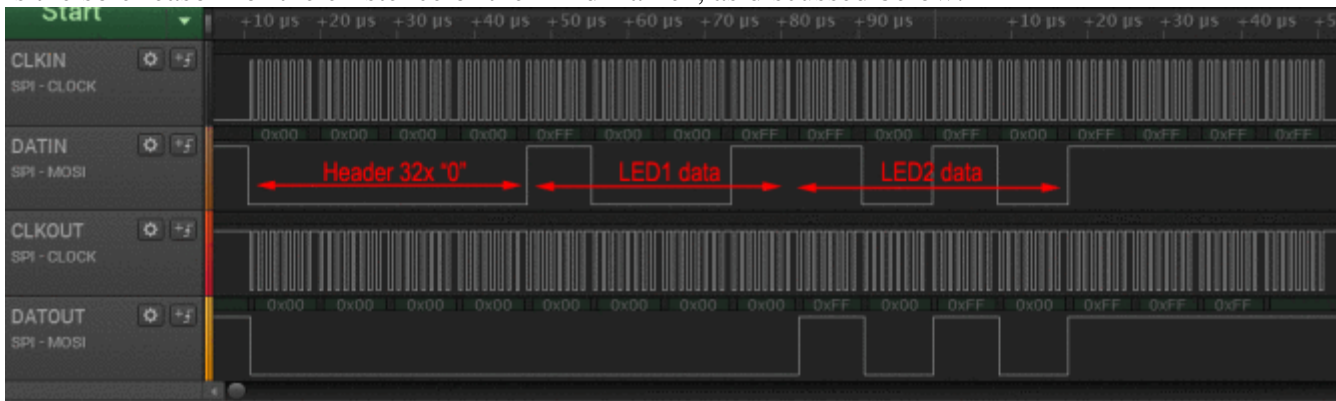 Start
+10 µs +20 µs +30 µs +40 µs +50 µs +60 µs +70 µs +80 µs +90 µs +10 µs +20 µs +30 µs +40 µs
CLKIN
SPI - CLOCK
0x00 0x00 0x00 0x00 0xFF 0x00 0x00 0xFF 0xFF 0x00 0xFF 0x00 0xFF 0xFF 0xFF 0xFF
DATIN
SPI - MOSI
Header 32x "0" LED1 data LED2 data
CLKOUT
SPI - CLOCK
0x00 0x00 0x00 0x00 0x00 0x00 0x00 0x00 0xFF 0x00 0xFF 0x00 0xFF 0xFF 0xFF
DATOUT
SPI - MOSI